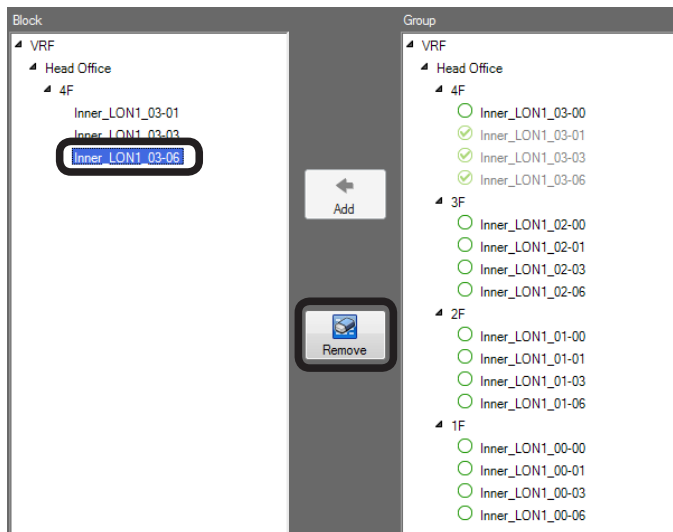 Block
VRF
Head Office
4F
Inner_LON1_03-01
Inner_LON1_03-03
Inner_LON1_03-06
Add
Remove
Group
VRF
Head Office
4F
Inner_LON1_03-00
Inner_LON1_03-01
Inner_LON1_03-03
Inner_LON1_03-06
3F
Inner_LON1_02-00
Inner_LON1_02-01
Inner_LON1_02-03
Inner_LON1_02-06
2F
Inner_LON1_01-00
Inner_LON1_01-01
Inner_LON1_01-03
Inner_LON1_01-06
1F
Inner_LON1_00-00
Inner_LON1_00-01
Inner_LON1_00-03
Inner_LON1_00-06